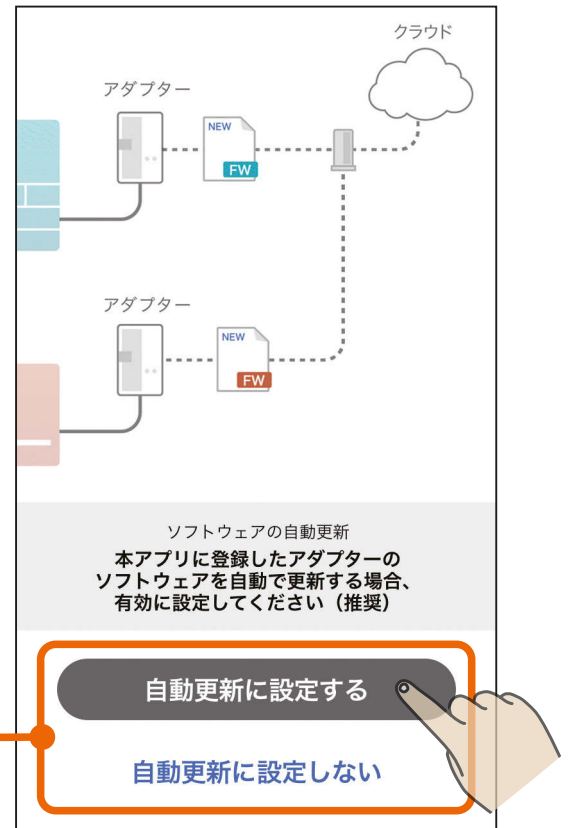 クラウド
アダプター
NEW
FW
アダプター
NEW
FW
ソフトウェアの自動更新
本アプリに登録したアダプターの
ソフトウェアを自動で更新する場合、
有効に設定してください（推奨）
自動更新に設定する
自動更新に設定しない